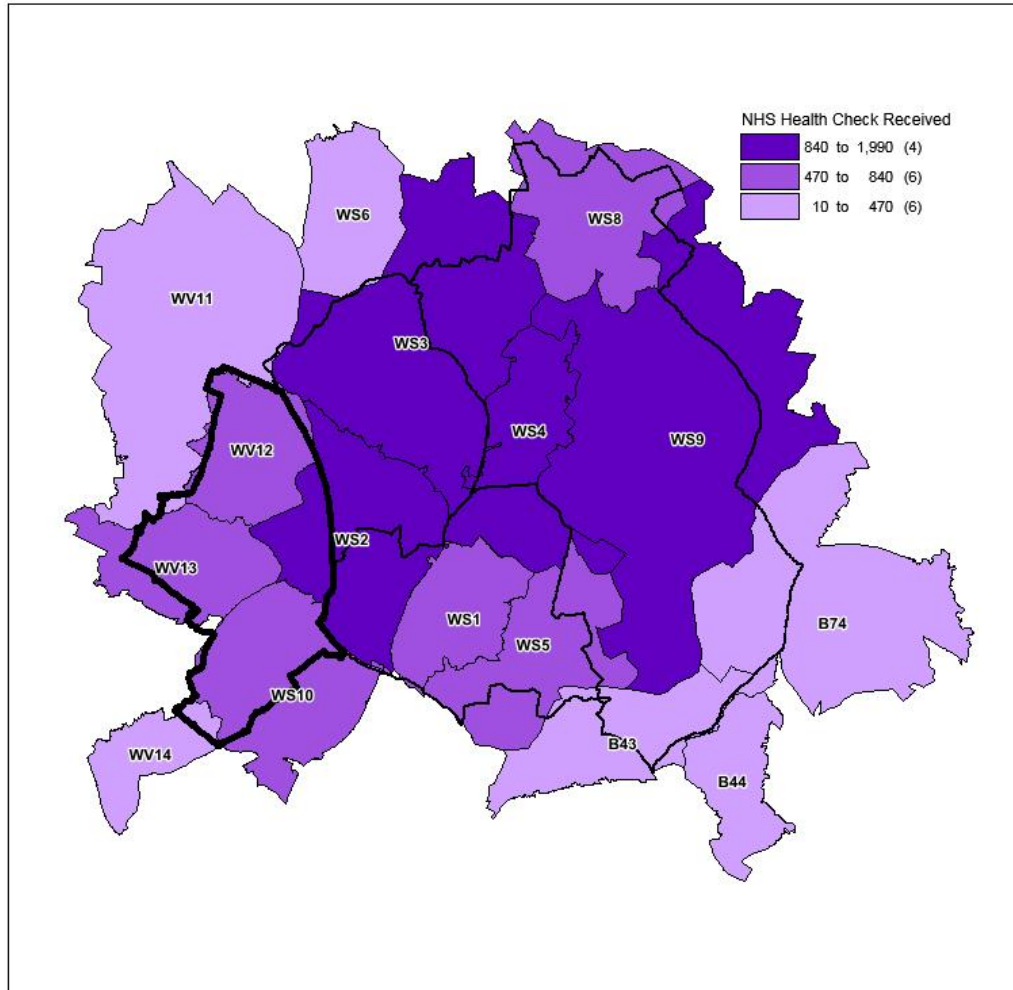 NHS Health Check Received
840 to 1,990 (4)
470 to 840 (6)
10 to 470 (6)
WS6
WS8
WV11
WS3
WS4
WS9
WV12
WS2
WV13
WS1
B74
WS5
WS10
B43
WV14
B44